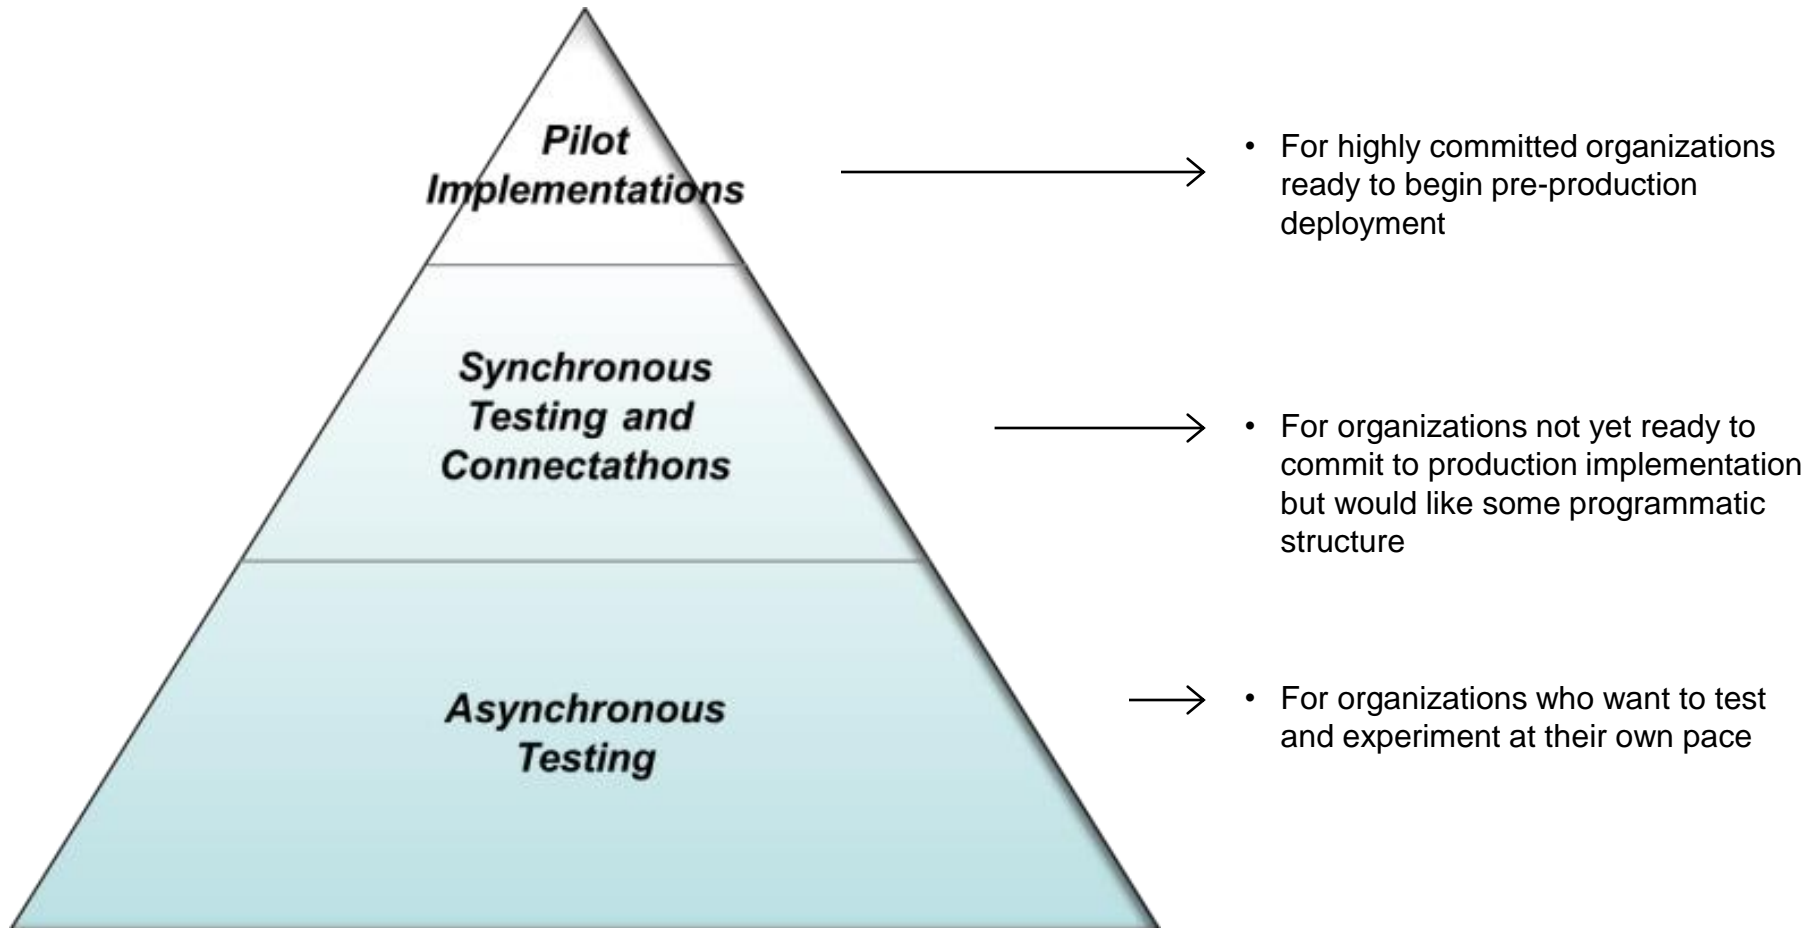 Pilot
Implementations
• For highly committed organizations
ready to begin pre-production
deployment
Synchronous
Testing and
Connectathons
• For organizations not yet ready to
commit to production implementation
but would like some programmatic
structure
Asynchronous
Testing
• For organizations who want to test
and experiment at their own pace